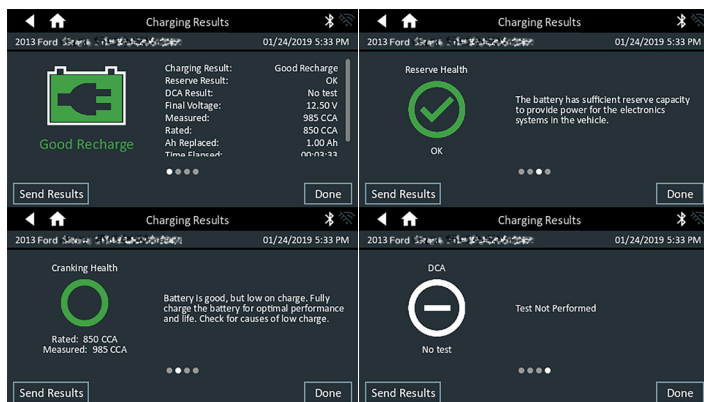 Charging Results
2013 Ford
01/24/2019 5:33 PM
Good Recharge
Charging Result: Good Recharge
Reserve Result: OK
DCA Result: No test
Final Voltage: 12.50 V
Measured: 985 CCA
Rated: 850 CCA
Ah Replaced: 1.00 Ah
Time Elapsed: 00:03:33
Send Results
Done
Charging Results
2013 Ford
01/24/2019 5:33 PM
Reserve Health
OK
The battery has sufficient reserve capacity
to provide power for the electronics
systems in the vehicle.
Send Results
Done
Charging Results
2013 Ford
01/24/2019 5:33 PM
Cranking Health
Rated: 850 CCA
Measured: 985 CCA
Battery is good, but low on charge. Fully
charge the battery for optimal performance
and life. Check for causes of low charge.
Send Results
Done
Charging Results
2013 Ford
01/24/2019 5:33 PM
DCA
No test
Test Not Performed
Send Results
Done